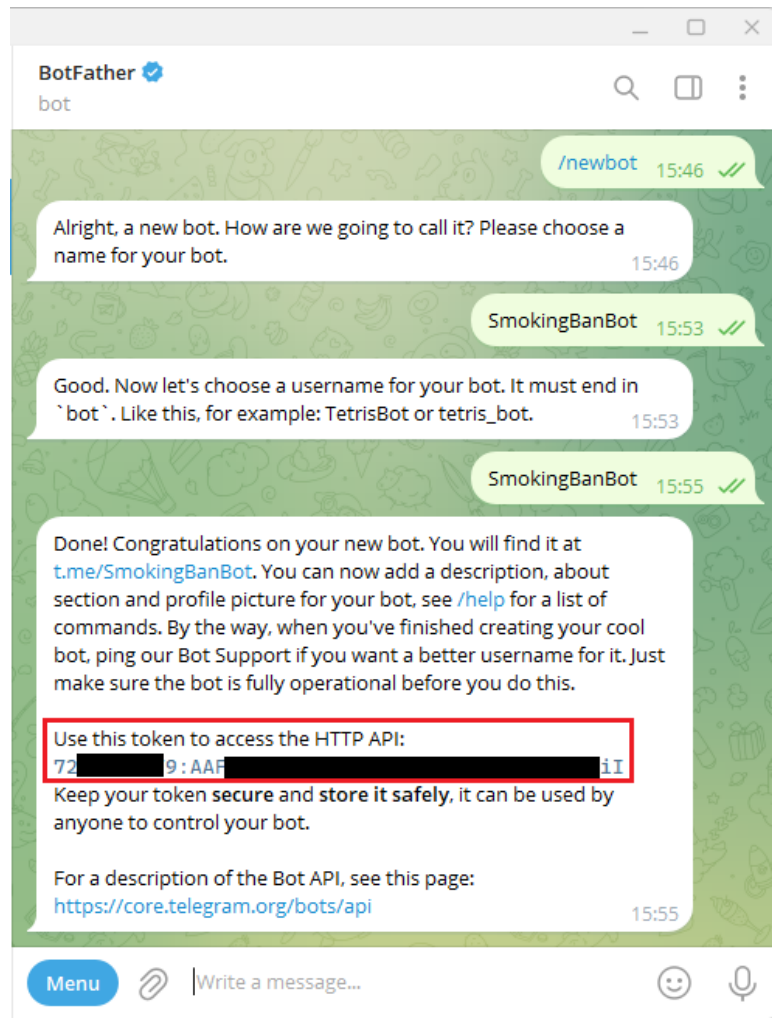 BotFather
bot
/newbot 15:46
Alright, a new bot. How are we going to call it? Please choose a
name for your bot.
15:46
SmokingBanBot 15:53
Good. Now let's choose a username for your bot. It must end in
`bot`. Like this, for example: TetrisBot or tetris_bot.
15:53
SmokingBanBot 15:55
Done! Congratulations on your new bot. You will find it at
t.me/SmokingBanBot. You can now add a description, about
section and profile picture for your bot, see /help for a list of
commands. By the way, when you've finished creating your cool
bot, ping our Bot Support if you want a better username for it. Just
make sure the bot is fully operational before you do this.
Use this token to access the HTTP API:
72 9:AAF iI
Keep your token secure and store it safely, it can be used by
anyone to control your bot.
For a description of the Bot API, see this page:
https://core.telegram.org/bots/api
15:55
Menu Write a message...